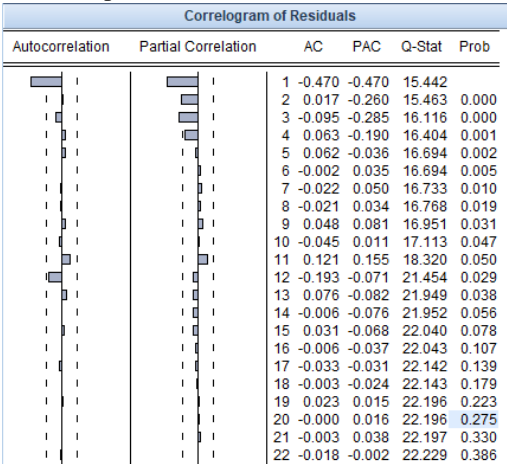 Correlogram of Residuals
Autocorrelation Partial Correlation AC PAC Q-Stat Prob
1 -0.470 -0.470 15.442
2 0.017 -0.260 15.463 0.000
3 -0.095 -0.285 16.116 0.000
4 0.063 -0.190 16.404 0.001
5 0.062 -0.036 16.694 0.002
6 -0.002 0.035 16.694 0.005
7 -0.022 0.050 16.733 0.010
8 -0.021 0.034 16.768 0.019
9 0.048 0.081 16.951 0.031
10 -0.045 0.011 17.113 0.047
11 0.121 0.155 18.320 0.050
12 -0.193 -0.071 21.454 0.029
13 0.076 -0.082 21.949 0.038
14 -0.006 -0.076 21.952 0.056
15 0.031 -0.068 22.040 0.078
16 -0.006 -0.037 22.043 0.107
17 -0.033 -0.031 22.142 0.139
18 -0.003 -0.024 22.143 0.179
19 0.023 0.015 22.196 0.223
20 -0.000 0.016 22.196 0.275
21 -0.003 0.038 22.197 0.330
22 -0.018 -0.002 22.229 0.386